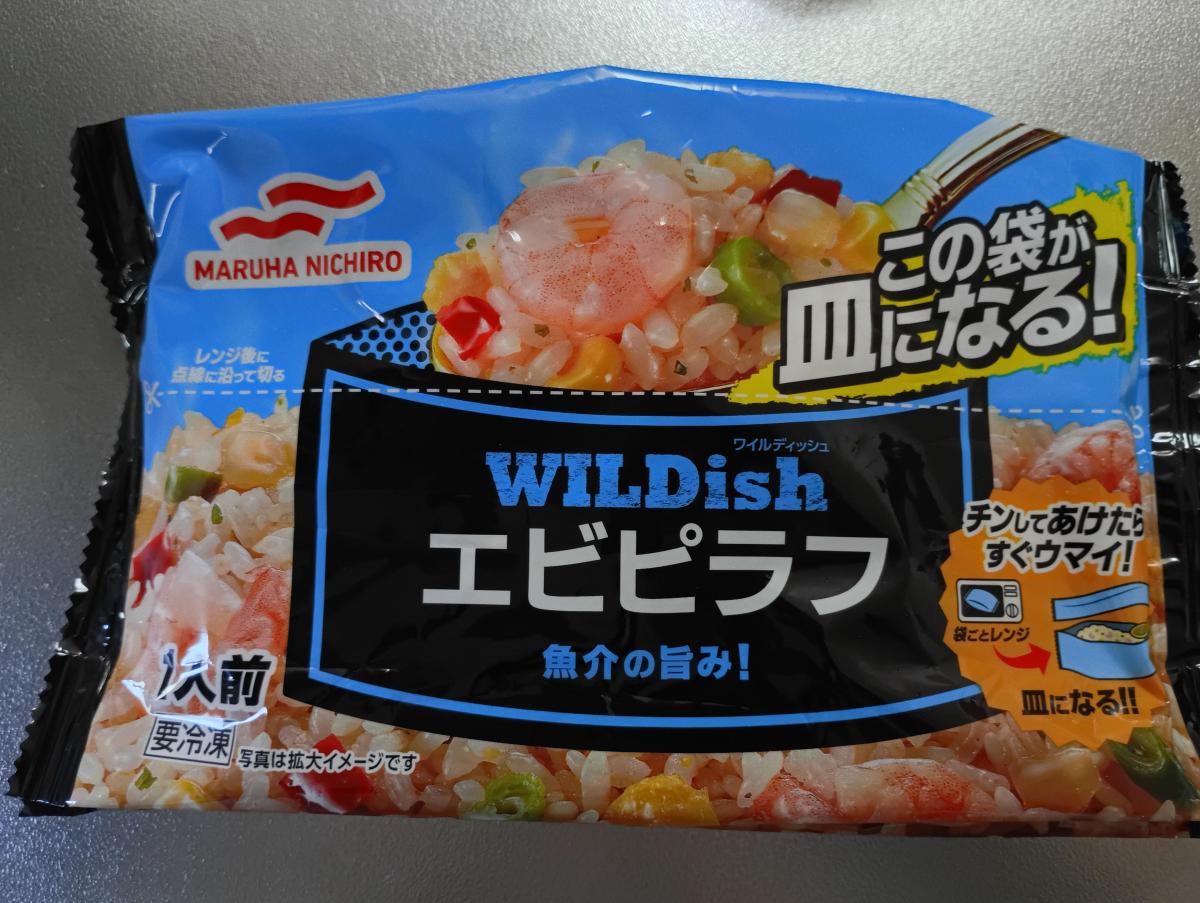 MARUHA NICHIRO
この袋が
皿になる!
レンジ後に
点線に沿って切る
ワイルディッシュ
WILDish
エビピラフ
魚介の旨み!
チンしてあけたら
すぐウマイ!
袋ごとレンジ
皿になる!!
1人前
要冷凍
写真は拡大イメージです